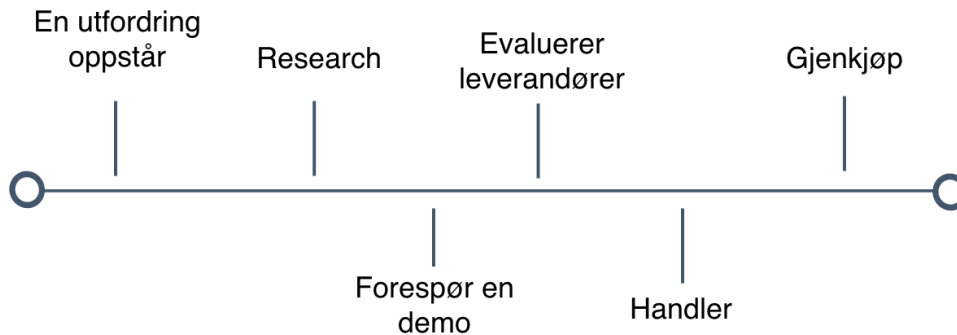 En utfordring
oppstår
Research
Forespør en
demo
Evaluerer
leverandører
Handler
Gjenkjøp